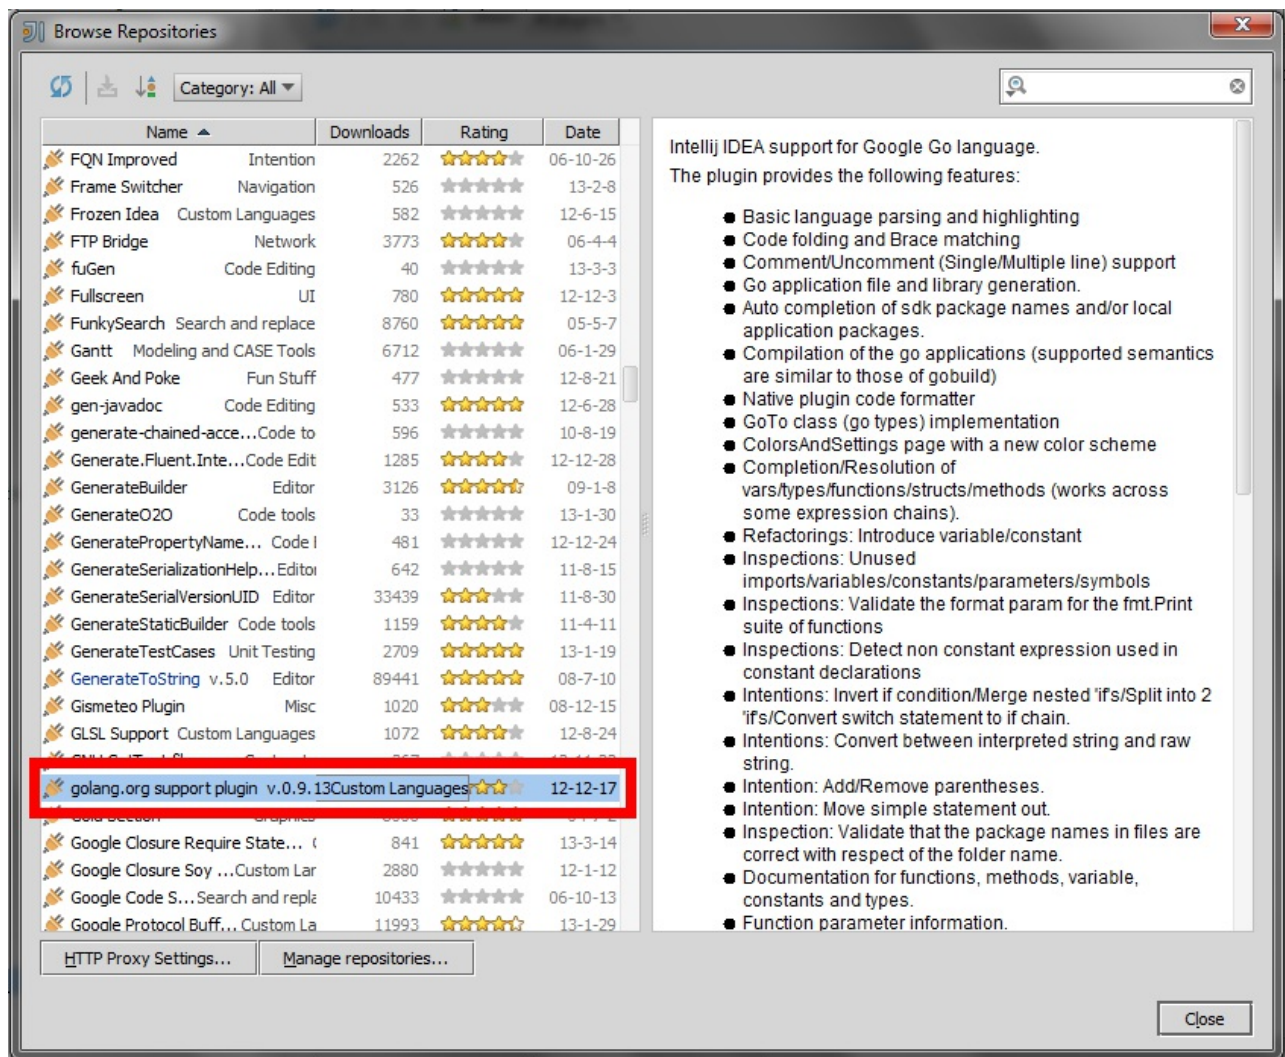 Browse Repositories
Category: All
Name Downloads Rating Date
FQN Improved Intention 2262 06-10-26
Frame Switcher Navigation 526 13-2-8
Frozen Idea Custom Languages 582 12-6-15
FTP Bridge Network 3773 06-4-4
fuGen Code Editing 40 13-3-3
Fullscreen UI 780 12-12-3
FunkySearch Search and replace 8760 05-5-7
Gantt Modeling and CASE Tools 6712 06-1-29
Geek And Poke Fun Stuff 477 12-8-21
gen-javadoc Code Editing 533 12-6-28
generate-chained-acce...Code to 596 10-8-19
Generate.Fluent.Inte...Code Edit 1285 12-12-28
GenerateBuilder Editor 3126 09-1-8
GenerateO2O Code tools 33 13-1-30
GeneratePropertyName... Code 481 12-12-24
GenerateSerializationHelp...Editor 642 11-8-15
GenerateSerialVersionUID Editor 33439 11-8-30
GenerateStaticBuilder Code tools 1159 11-4-11
GenerateTestCases Unit Testing 2709 13-1-19
GenerateToString v.5.0 Editor 89441 08-7-10
Gismeteo Plugin Misc 1020 08-12-15
GLSL Support Custom Languages 1072 12-8-24
golang.org support plugin v.0.9.13Custom Languages 12-12-17
Google Closure Require State... 841 13-3-14
Google Closure Soy ...Custom Lan 2880 12-1-12
Google Code S...Search and repla 10433 06-10-13
Google Protocol Buff...Custom La 11993 13-1-29
HTTP Proxy Settings... Manage repositories...
Intellij IDEA support for Google Go language.
The plugin provides the following features:
Basic language parsing and highlighting
Code folding and Brace matching
Comment/Uncomment (Single/Multiple line) support
Go application file and library generation.
Auto completion of sdk package names and/or local
application packages.
Compilation of the go applications (supported semantics
are similar to those of gobuild)
Native plugin code formatter
GoTo class (go types) implementation
ColorsAndSettings page with a new color scheme
Completion/Resolution of
vars/types/functions/structs/methods (works across
some expression chains).
Refactorings: Introduce variable/constant
Inspections: Unused
imports/variables/constants/parameters/symbols
Inspections: Validate the format param for the fmt.Print
suite of functions
Inspections: Detect non constant expression used in
constant declarations
Intentions: Invert if condition/Merge nested 'if's/Split into 2
'if's/Convert switch statement to if chain.
Intentions: Convert between interpreted string and raw
string.
Intention: Add/Remove parentheses.
Intention: Move simple statement out.
Inspection: Validate that the package names in files are
correct with respect of the folder name.
Documentation for functions, methods, variable,
constants and types.
Function parameter information.
Close